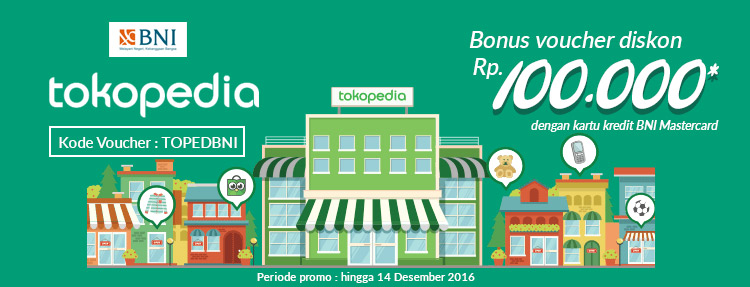 BNI
Melayani Negeri, Kebanggaan Bangsa
tokopedia
Kode Voucher : TOPEDBNI
Bonus voucher diskon
Rp. 100.000*
dengan kartu kredit BNI Mastercard
tokopedia
Periode promo : hingga 14 Desember 2016